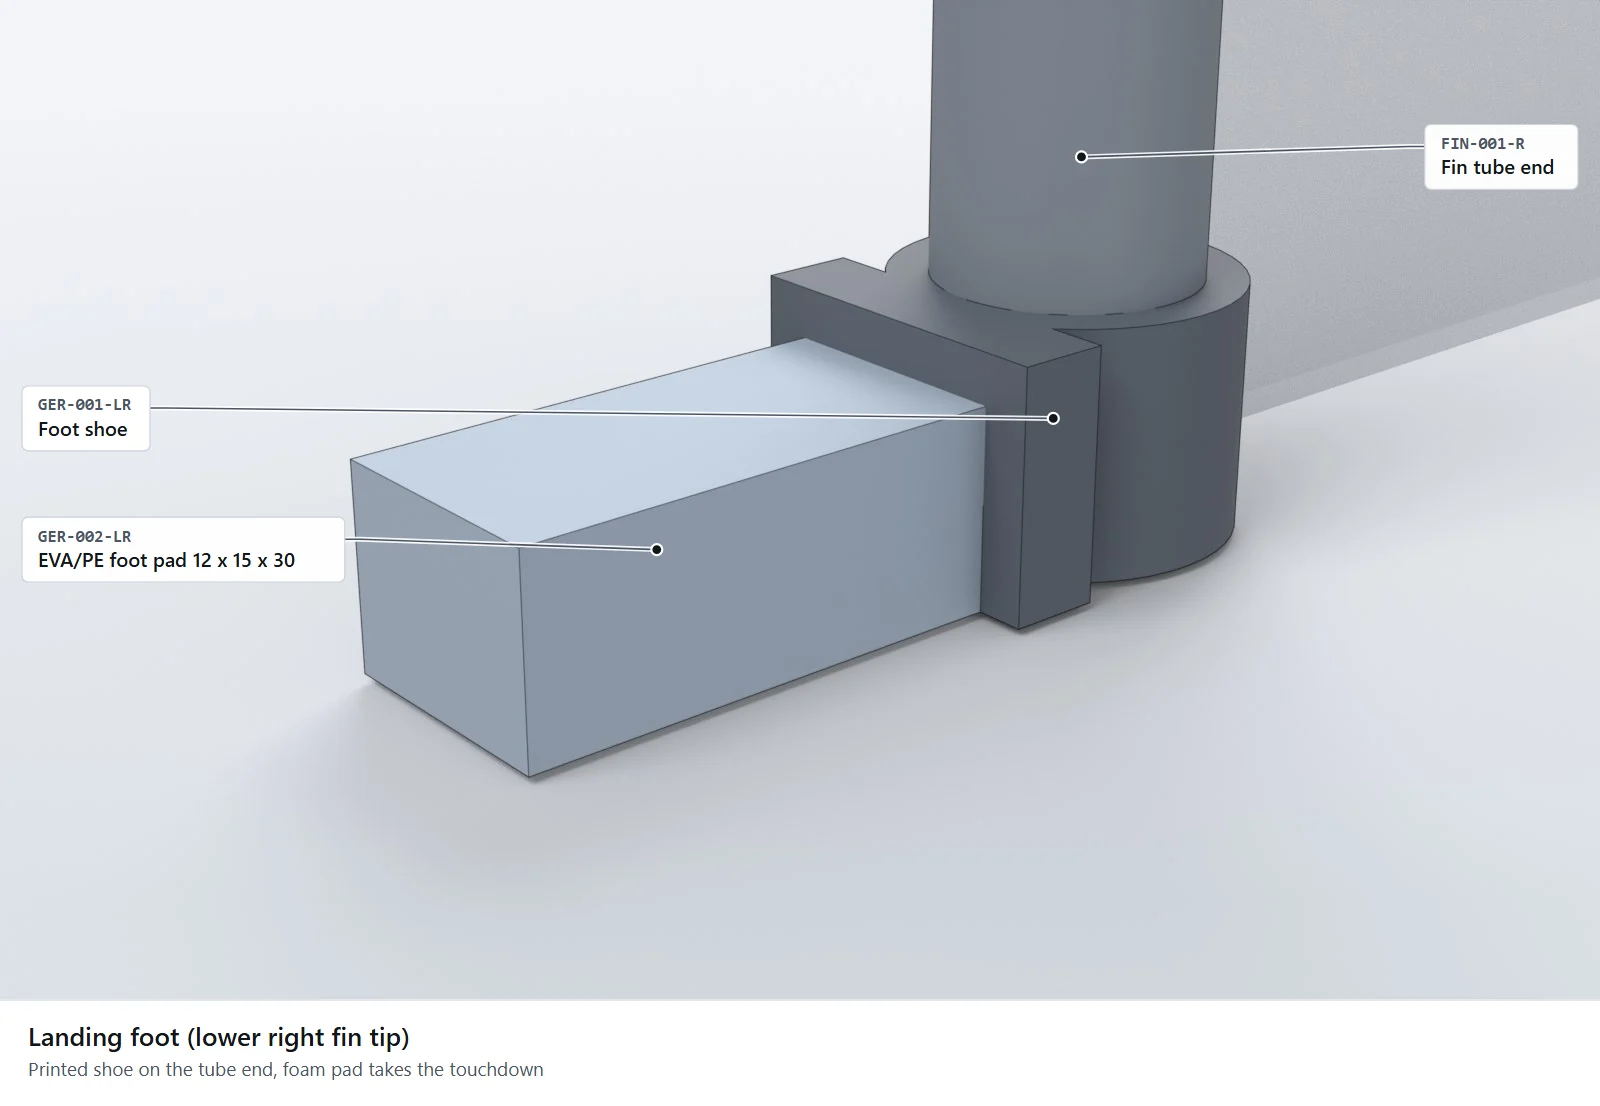 FIN-001-R
Fin tube end
GER-001-LR
Foot shoe
GER-002-LR
EVA/PE foot pad 12 x 15 x 30
Landing foot (lower right fin tip)
Printed shoe on the tube end, foam pad takes the touchdown